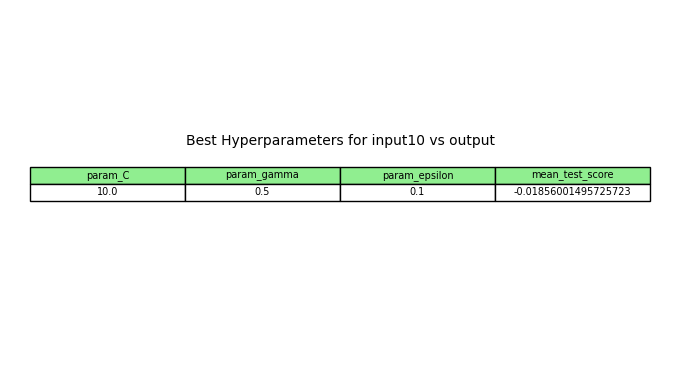 Best Hyperparameters for input10 vs output
param_C param_gamma param_epsilon mean_test_score
10.0 0.5 0.1 -0.01856001495725723